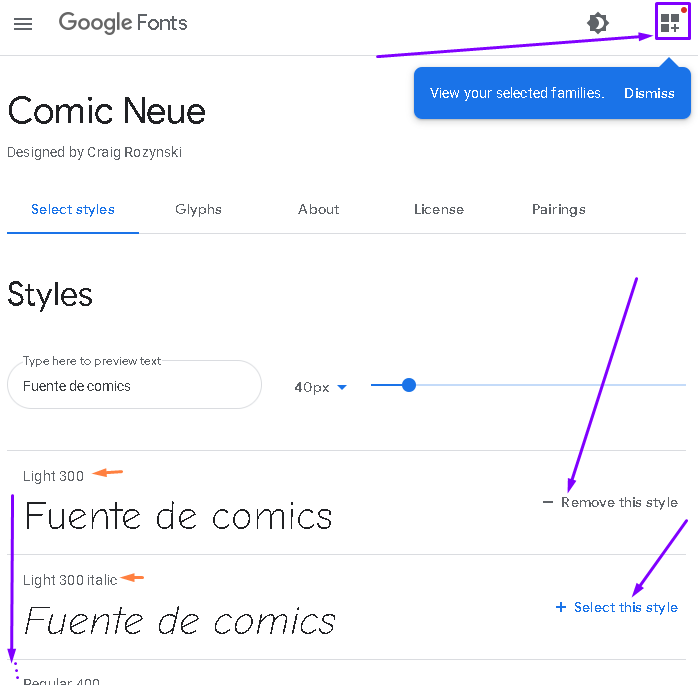 Google Fonts
View your selected families. Dismiss
Comic Neue
Designed by Craig Rozynski
Select styles Glyphs About License Pairings
Styles
Type here to preview text
Fuente de comics
40px
Light 300
Fuente de comics
− Remove this style
Light 300 italic
Fuente de comics
+ Select this style
Regular 400